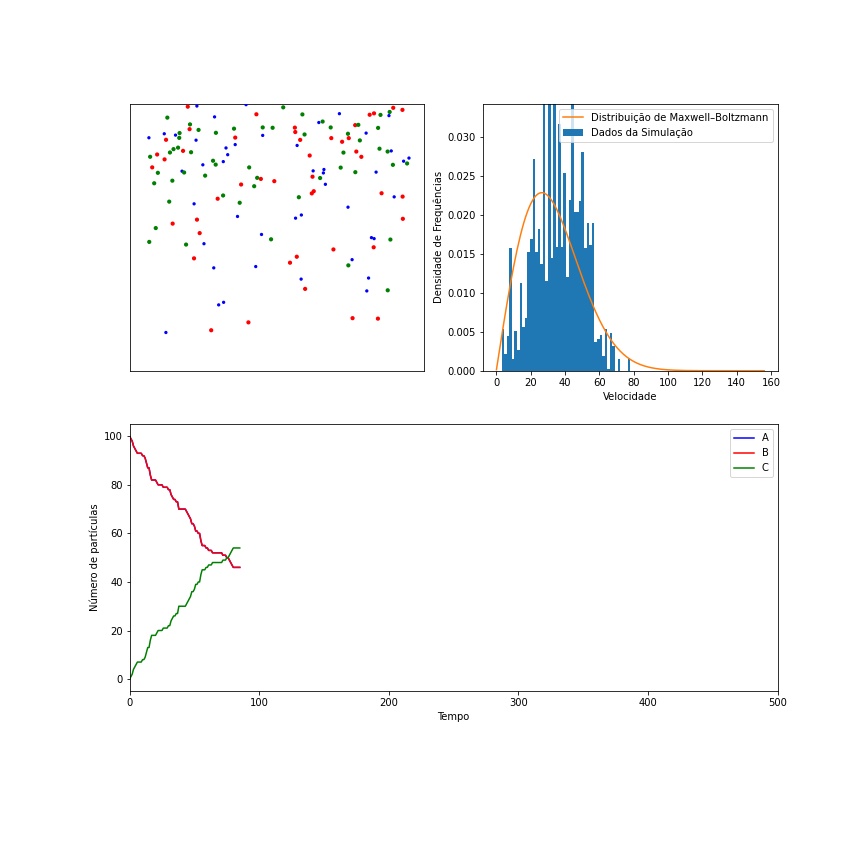 Distribuição de Maxwell–Boltzmann
Dados da Simulação
Densidade de Frequências
0.030
0.025
0.020
0.015
0.010
0.005
0.000
0 20 40 60 80 100 120 140 160
Velocidade
A
B
C
Número de partículas
100
80
60
40
20
0
0 100 200 300 400 500
Tempo